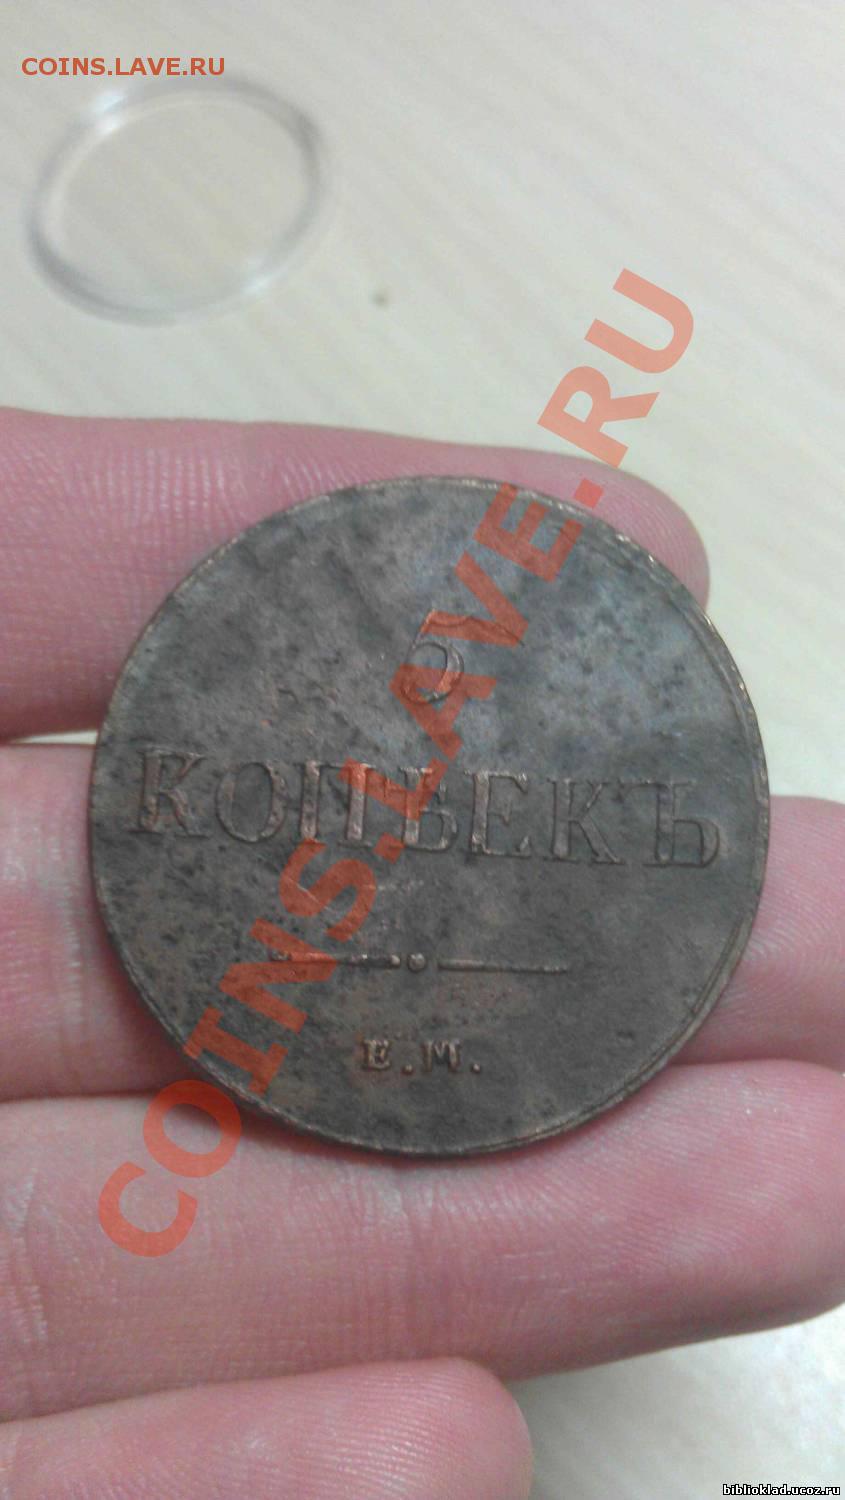 COINS.LAVE.RU
COINS.LAVE.RU
5
КОПѢЕКЪ
Е.М.
biblioklad.ucoz.ru